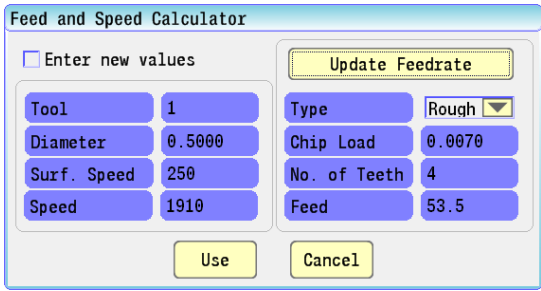 Feed and Speed Calculator
Enter new values
Tool 1
Diameter 0.5000
Surf. Speed 250
Speed 1910
Update Feedrate
Type Rough
Chip Load 0.0070
No. of Teeth 4
Feed 53.5
Use Cancel